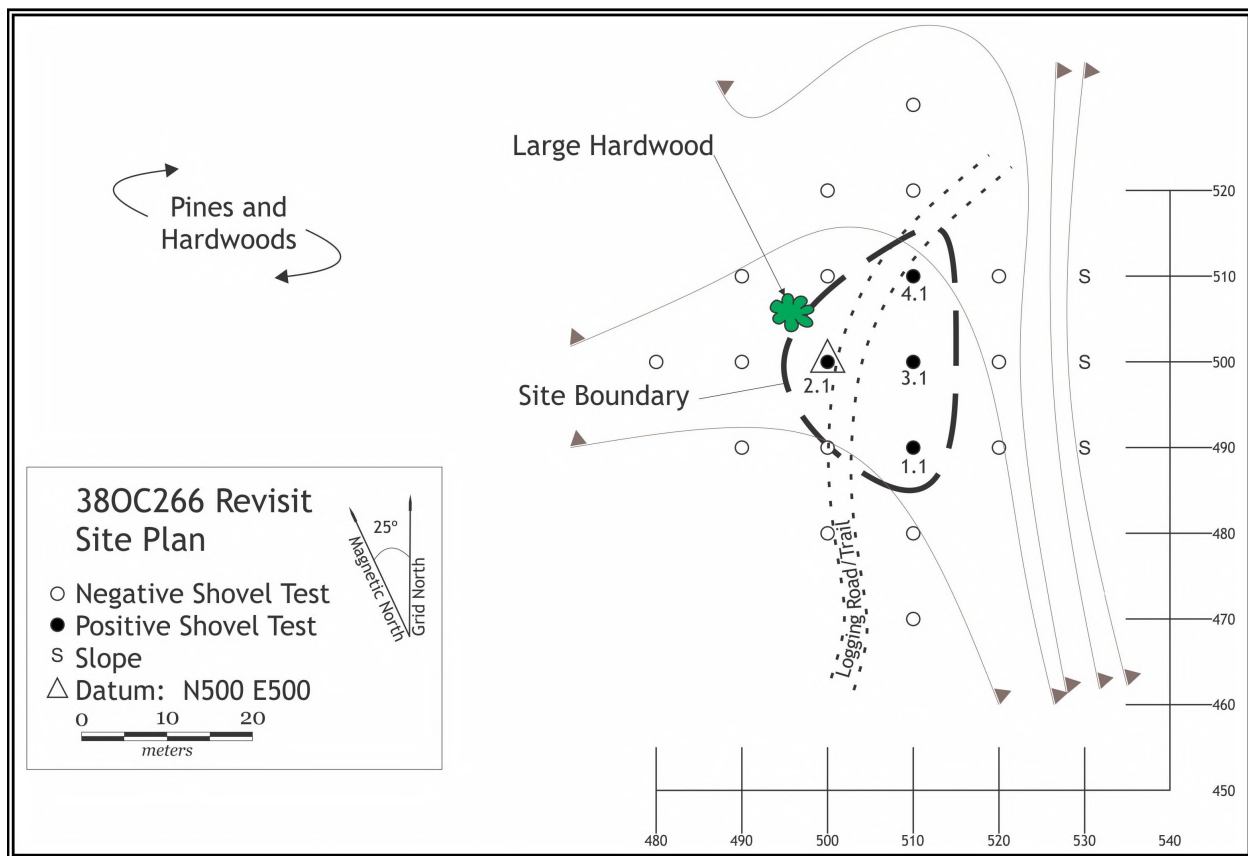 Large Hardwood
Pines and
Hardwoods
Site Boundary
4.1
2.1
3.1
1.1
S
S
S
Logging Road/Trail
520
510
500
490
480
470
460
450
480
490
500
510
520
530
540
38OC266 Revisit
Site Plan
25°
Magnetic North
Grid North
Negative Shovel Test
Positive Shovel Test
S Slope
Datum: N500 E500
0 10 20
meters